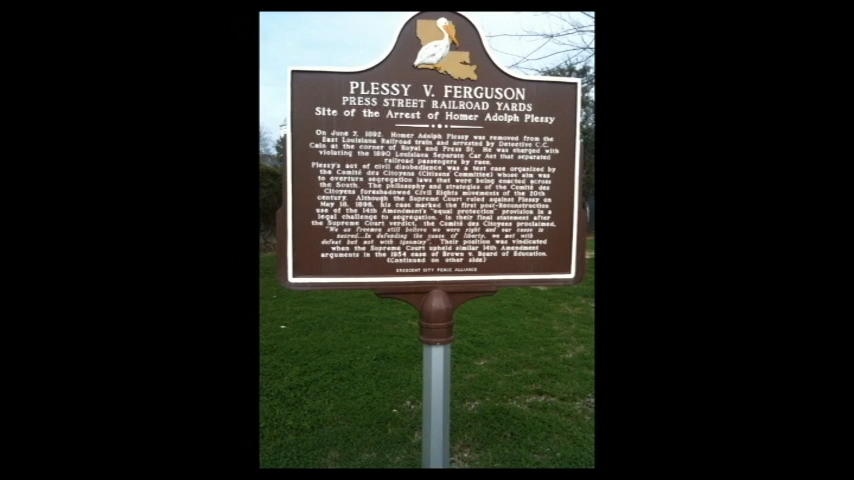 PLESSY V. FERGUSON
PRESS STREET RAILROAD YARDS
Site of the Arrest of Homer Adolph Plessy
On June 7, 1892, Homer Adolph Plessy was removed from the
East Louisiana Railroad train and arrested by Detective C.C.
Cain at the corner of Royal and Press St. He was charged with
violating the 1890 Louisiana Separate Car Act that separated
railroad passengers by race.
Plessy's act of civil disobedience was a test case organized by
the Comité des Citoyens (Citizens' Committee) whose aim was
to overturn segregation laws that were being enacted across
the South. The philosophy and strategies of the Comité des
Citoyens foreshadowed Civil Rights movements of the 20th
century. Although the Supreme Court ruled against Plessy on
May 18, 1896, his case marked the first post-Reconstruction
use of the 14th Amendment's "equal protection" provision in a
legal challenge to segregation. In their final statement after
the Supreme Court verdict, the Comité des Citoyens proclaimed,
"We as freemen still believe we were right and our cause is
sacred...In defending the cause of liberty, we met with
defeat but not with ignominy". Their position was vindicated
when the Supreme Court upheld similar 14th Amendment
arguments in the 1954 case of Brown v. Board of Education.
(Continued on other side)
CRESCENT CITY PEACE ALLIANCE